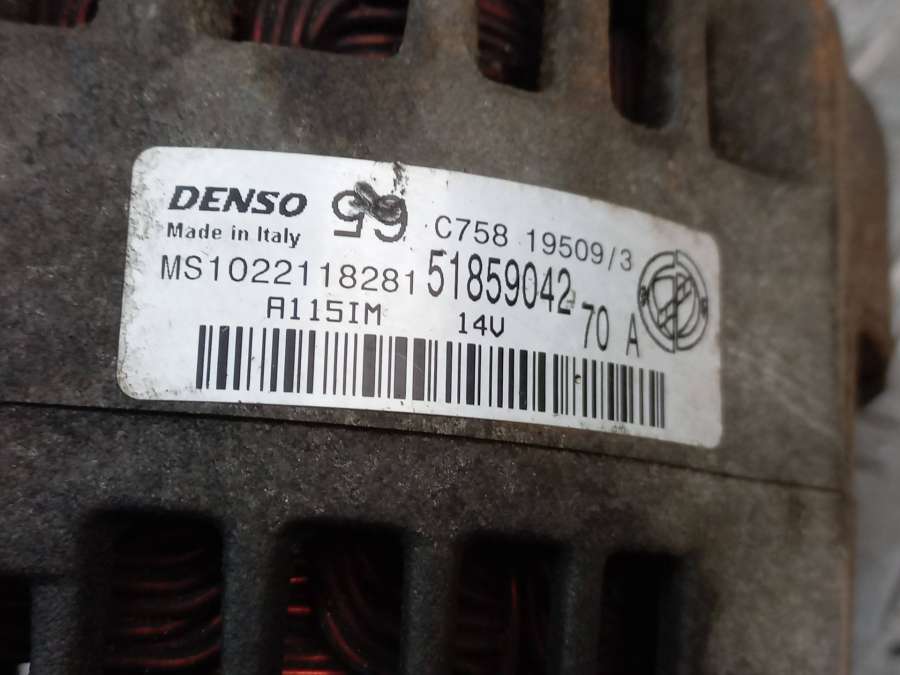 DENSO
Made in Italy
C758 19509/3
MS1022118281
51859042
A115IM 14V
70 A